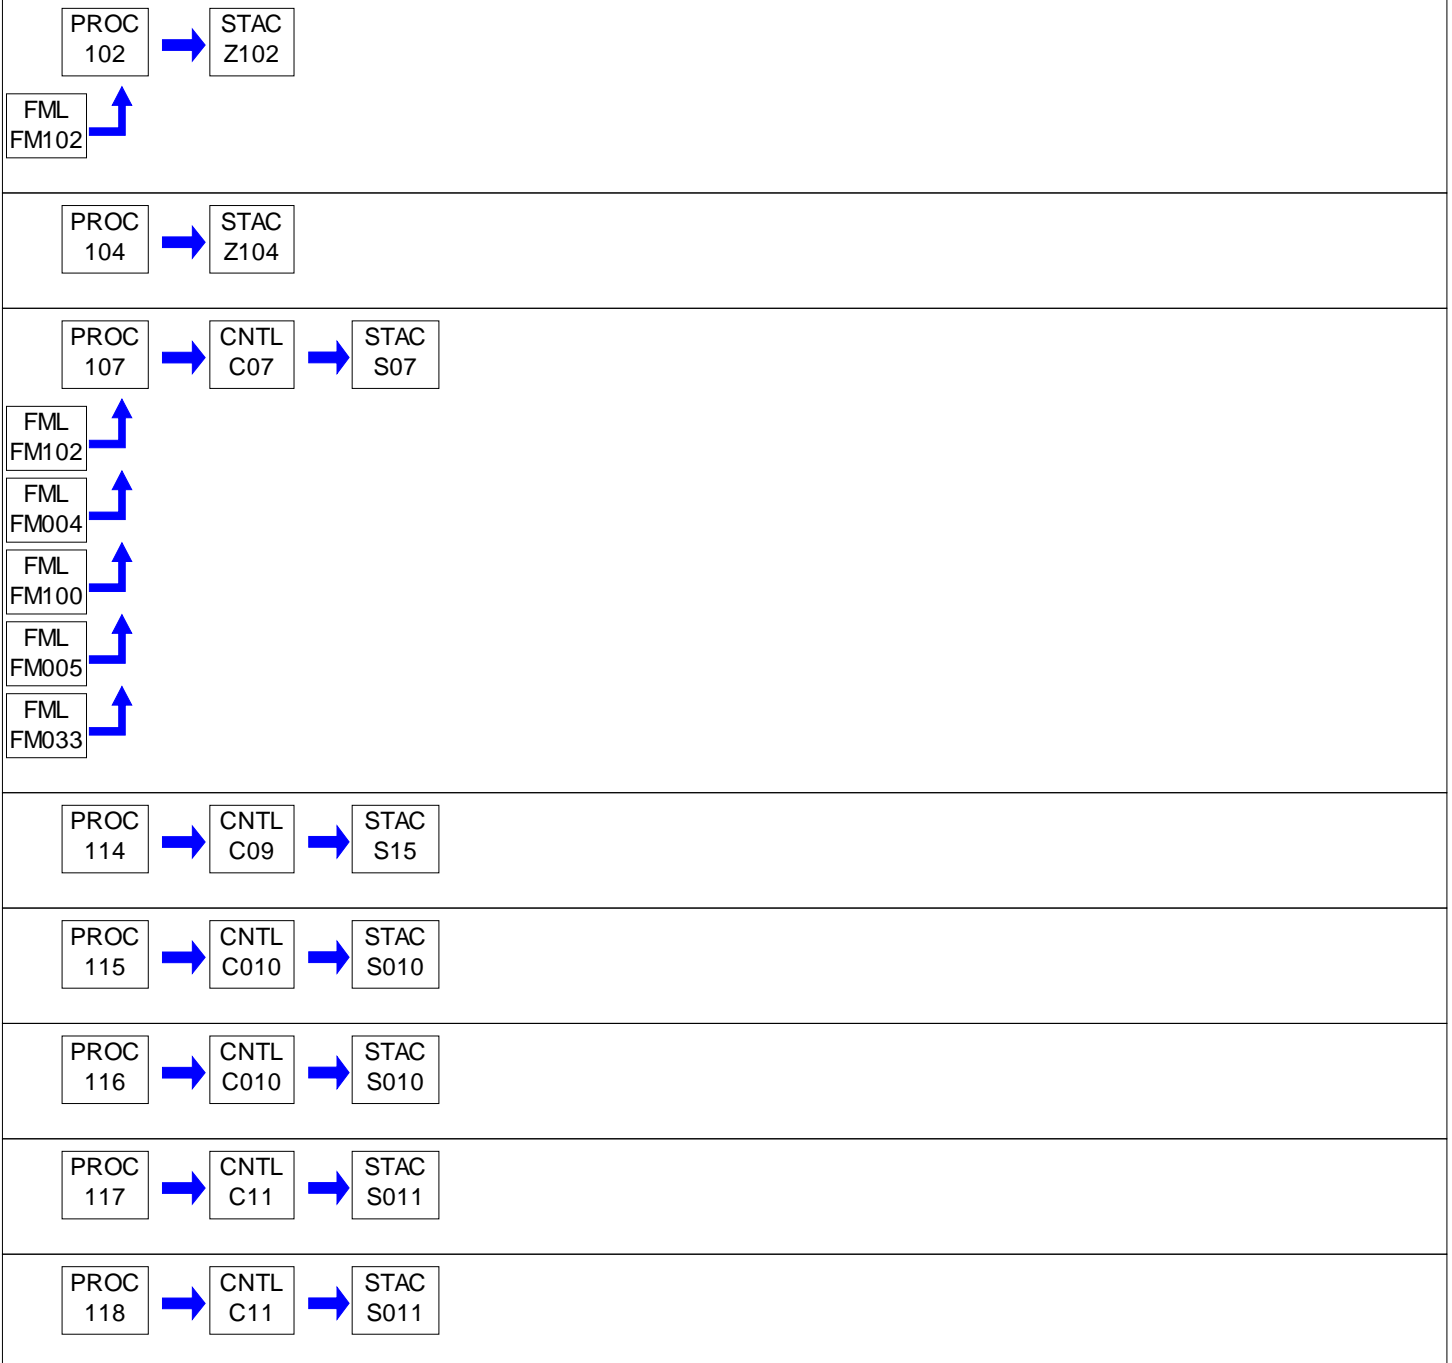 PROC
102
STAC
Z102
FML
FM102
PROC
104
STAC
Z104
PROC
107
CNTL
C07
STAC
S07
FML
FM102
FML
FM004
FML
FM100
FML
FM005
FML
FM033
PROC
114
CNTL
C09
STAC
S15
PROC
115
CNTL
C010
STAC
S010
PROC
116
CNTL
C010
STAC
S010
PROC
117
CNTL
C11
STAC
S011
PROC
118
CNTL
C11
STAC
S011